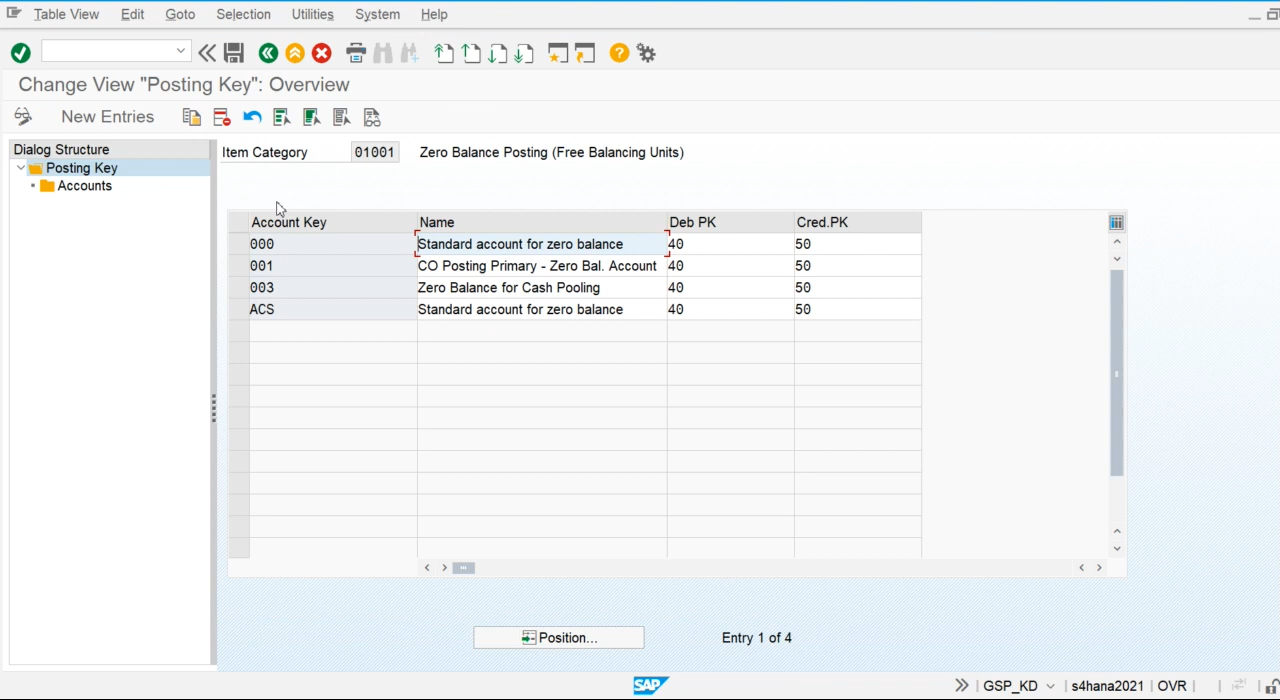 Table View Edit Goto Selection Utilities System Help
Change View "Posting Key": Overview
New Entries
Dialog Structure
Posting Key
Accounts
Item Category 01001 Zero Balance Posting (Free Balancing Units)
Account Key Name Deb PK Cred.PK
000 Standard account for zero balance 40 50
001 CO Posting Primary - Zero Bal. Account 40 50
003 Zero Balance for Cash Pooling 40 50
ACS Standard account for zero balance 40 50
Position... Entry 1 of 4
SAP GSP_KD s4hana2021 OVR